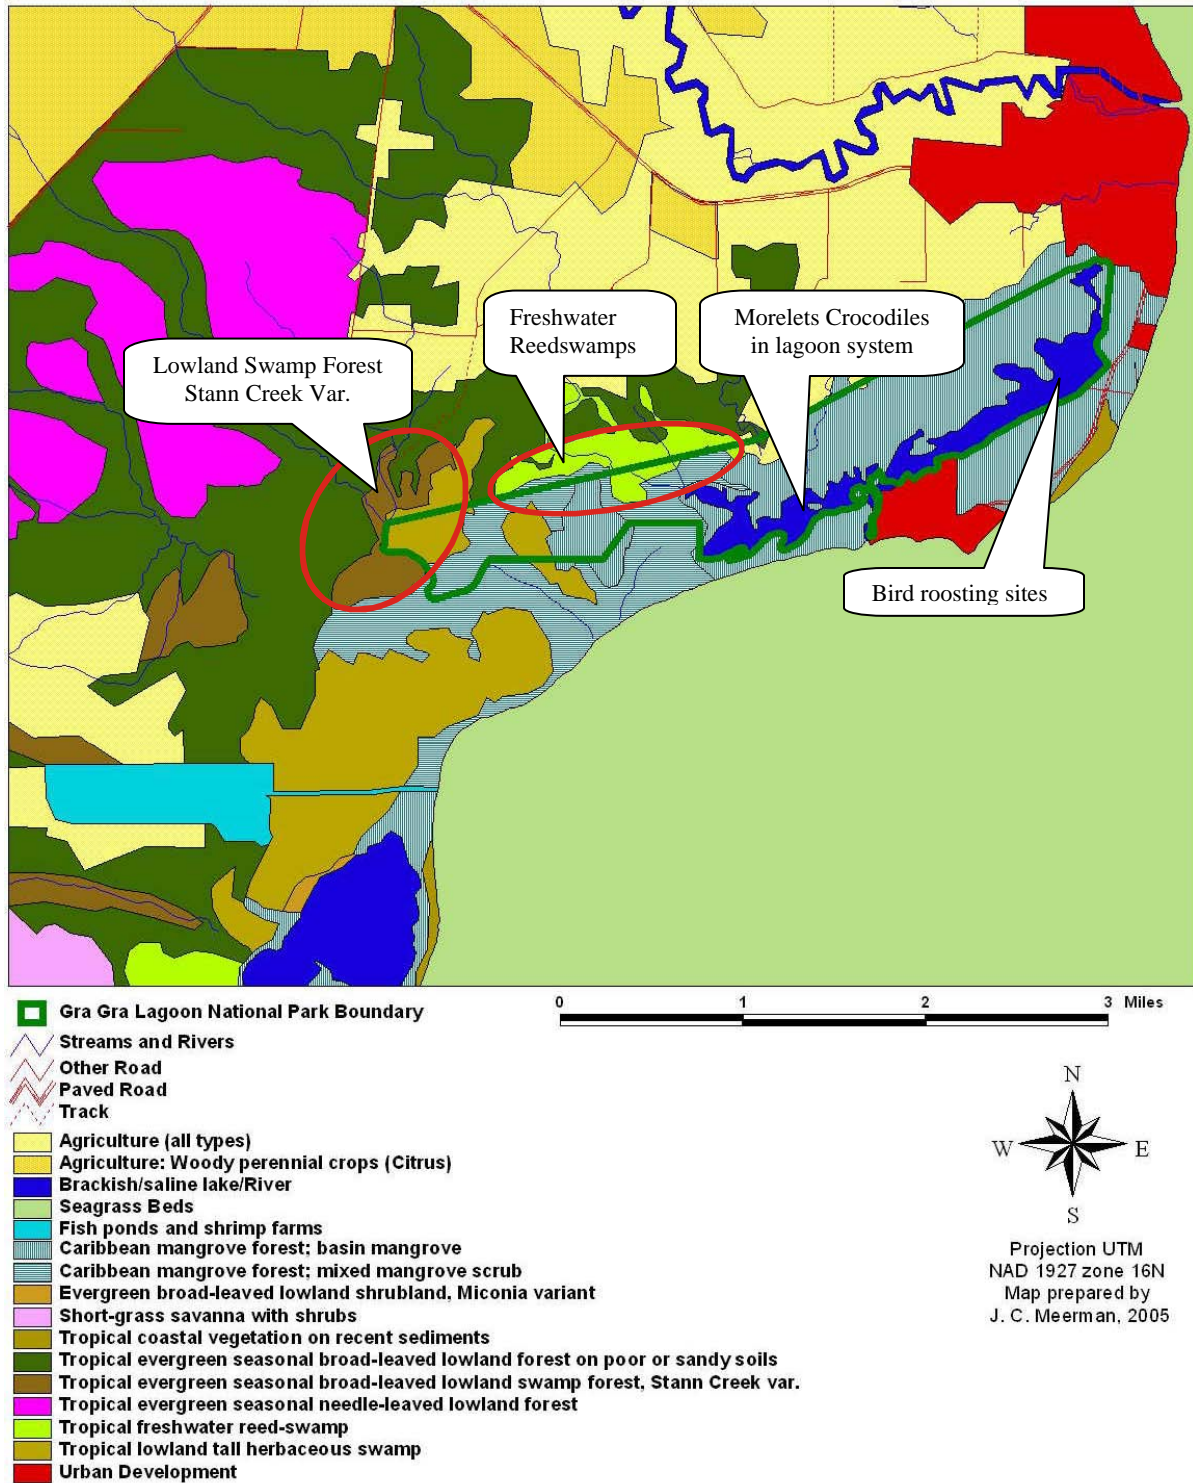 Freshwater
Reedswamps
Morelets Crocodiles
in lagoon system
Lowland Swamp Forest
Stann Creek Var.
Bird roosting sites
Gra Gra Lagoon National Park Boundary
0 1 2 3 Miles
Streams and Rivers
Other Road
Paved Road
Track
Agriculture (all types)
Agriculture: Woody perennial crops (Citrus)
Brackish/saline lake/River
Seagrass Beds
Fish ponds and shrimp farms
Caribbean mangrove forest; basin mangrove
Caribbean mangrove forest; mixed mangrove scrub
Evergreen broad-leaved lowland shrubland, Miconia variant
Short-grass savanna with shrubs
Tropical coastal vegetation on recent sediments
Tropical evergreen seasonal broad-leaved lowland forest on poor or sandy soils
Tropical evergreen seasonal broad-leaved lowland swamp forest, Stann Creek var.
Tropical evergreen seasonal needle-leaved lowland forest
Tropical freshwater reed-swamp
Tropical lowland tall herbaceous swamp
Urban Development
N
W E
S
Projection UTM
NAD 1927 zone 16N
Map prepared by
J. C. Meerman, 2005